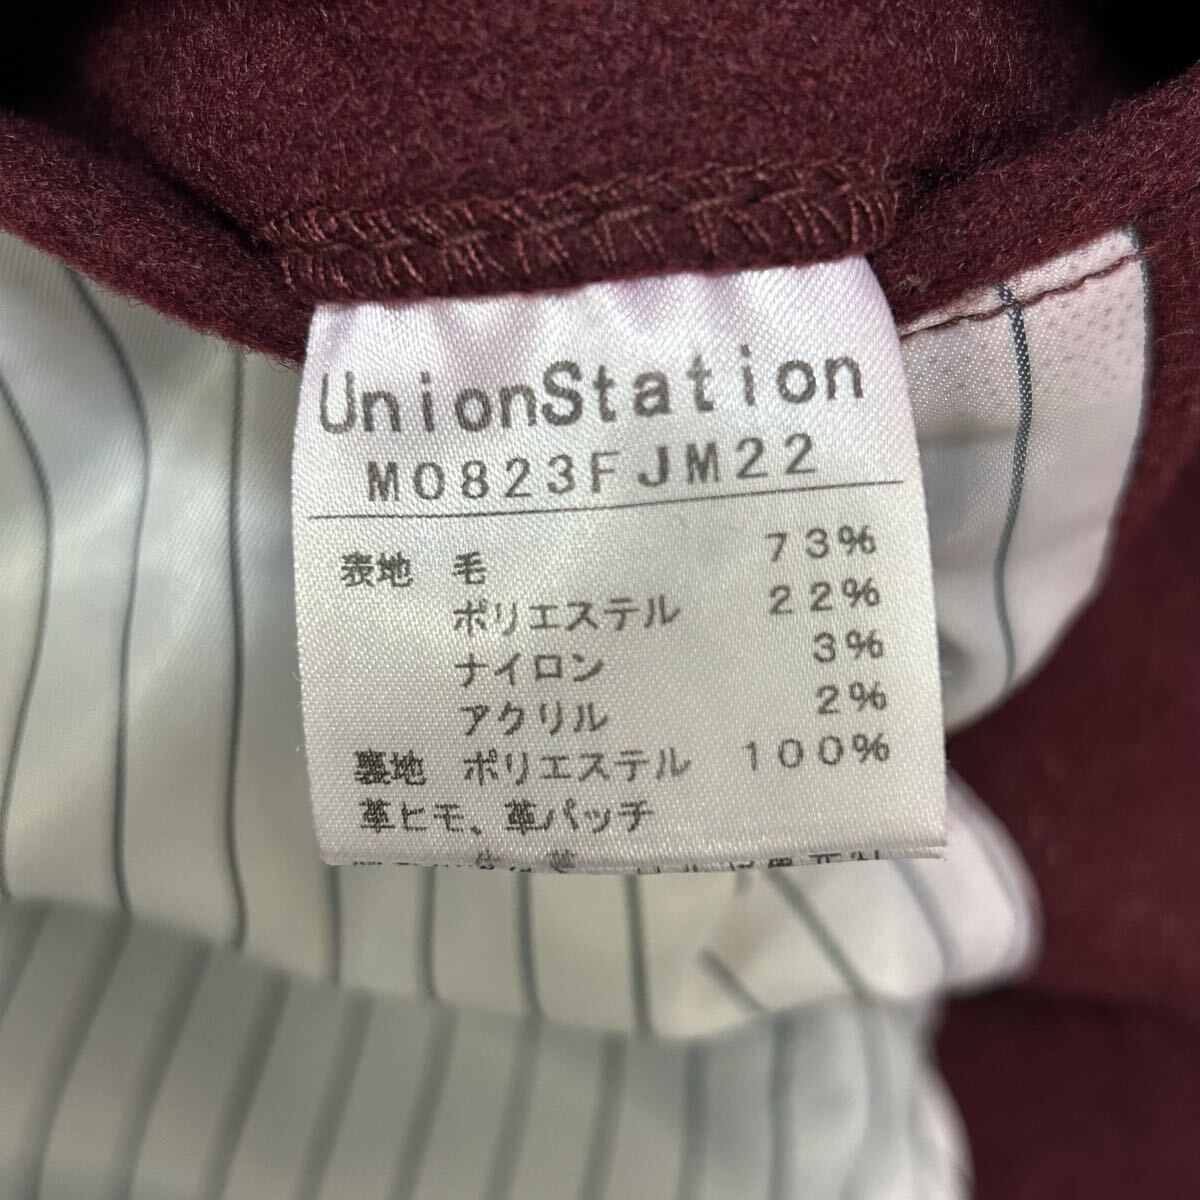 UnionStation
M0823FJM22
表地 毛 73%
ポリエステル 22%
ナイロン 3%
アクリル 2%
裏地 ポリエステル 100%
革ヒモ、革パッチ